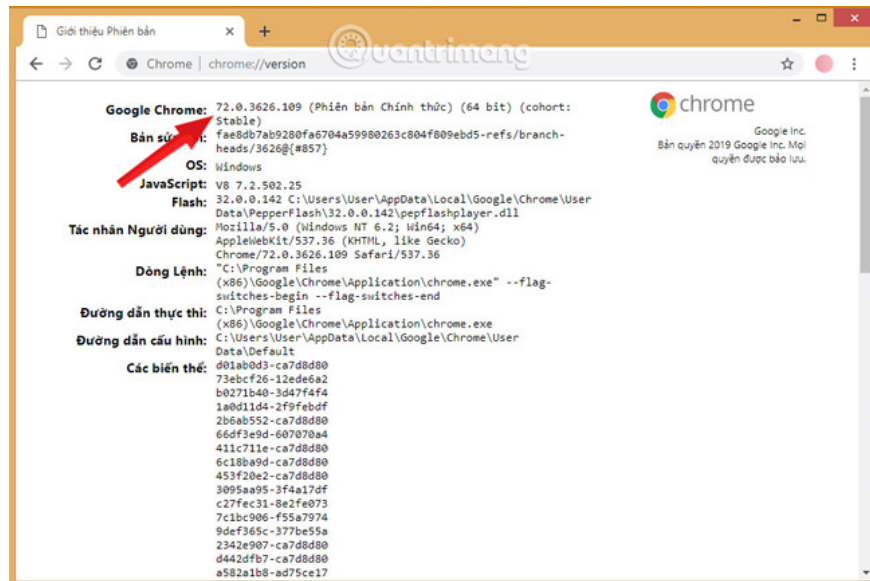 Giới thiệu Phiên bản
Quantrimang
Chrome | chrome://version
Google Chrome: 72.0.3626.109 (Phiên bản Chính thức) (64 bit) (cohort:
Stable)
Bản sửa đổi: fae8db7ab9280fa6704a59980263c804f809ebd5-refs/branch-
heads/3626@{#857}
OS: Windows
JavaScript: V8 7.2.502.25
Flash: 32.0.0.142 C:\Users\User\AppData\Local\Google\Chrome\User
Data\PepperFlash\32.0.0.142\pepflashplayer.dll
Tác nhân Người dùng: Mozilla/5.0 (Windows NT 6.2; Win64; x64)
AppleWebKit/537.36 (KHTML, like Gecko)
Chrome/72.0.3626.109 Safari/537.36
Dòng Lệnh: "C:\Program Files
(x86)\Google\Chrome\Application\chrome.exe" --flag-
switches-begin --flag-switches-end
Đường dẫn thực thi: C:\Program Files
(x86)\Google\Chrome\Application\chrome.exe
Đường dẫn cấu hình: C:\Users\User\AppData\Local\Google\Chrome\User
Data\Default
Các biến thể: d01ab0d3-ca7d8d80
73ebcf26-12ede6a2
b0271b40-3d47f4f4
1a0d11d4-2f9febdf
2b6ab552-ca7d8d80
66df3e9d-607070a4
411c711e-ca7d8d80
6c18ba9d-ca7d8d80
453f20e2-ca7d8d80
3095aa95-3f4a17df
c27fec31-8e2fe073
7c1bc906-f55a7974
9def365c-377be55a
2342e907-ca7d8d80
d442dfb7-ca7d8d80
a582a1b8-ad75ce17
chrome
Google Inc.
Bản quyền 2019 Google Inc. Mọi
quyền được bảo lưu.